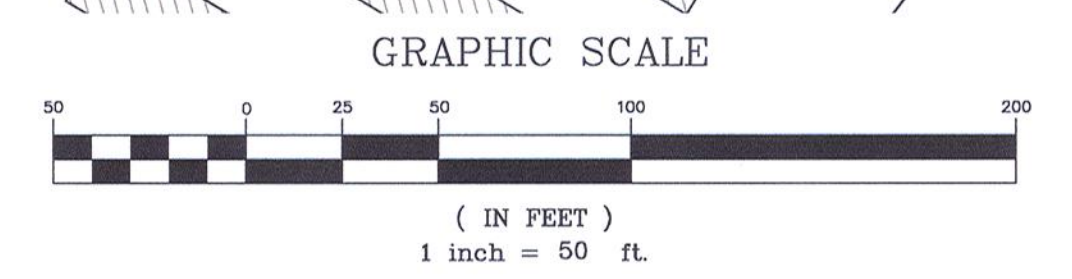 GRAPHIC SCALE
50 0 25 50 100 200
( IN FEET )
1 inch = 50 ft.